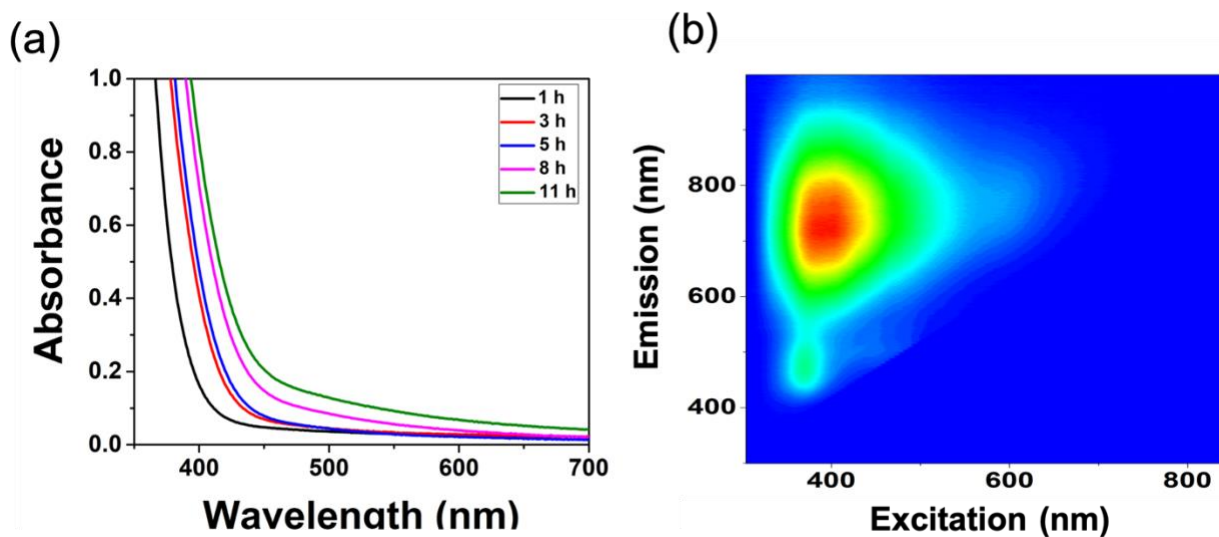 (a)
1.0
0.8
0.6
0.4
0.2
0.0
Absorbance
1 h
3 h
5 h
8 h
11 h
400
500
600
700
Wavelength (nm)
(b)
800
600
400
Emission (nm)
400
600
800
Excitation (nm)